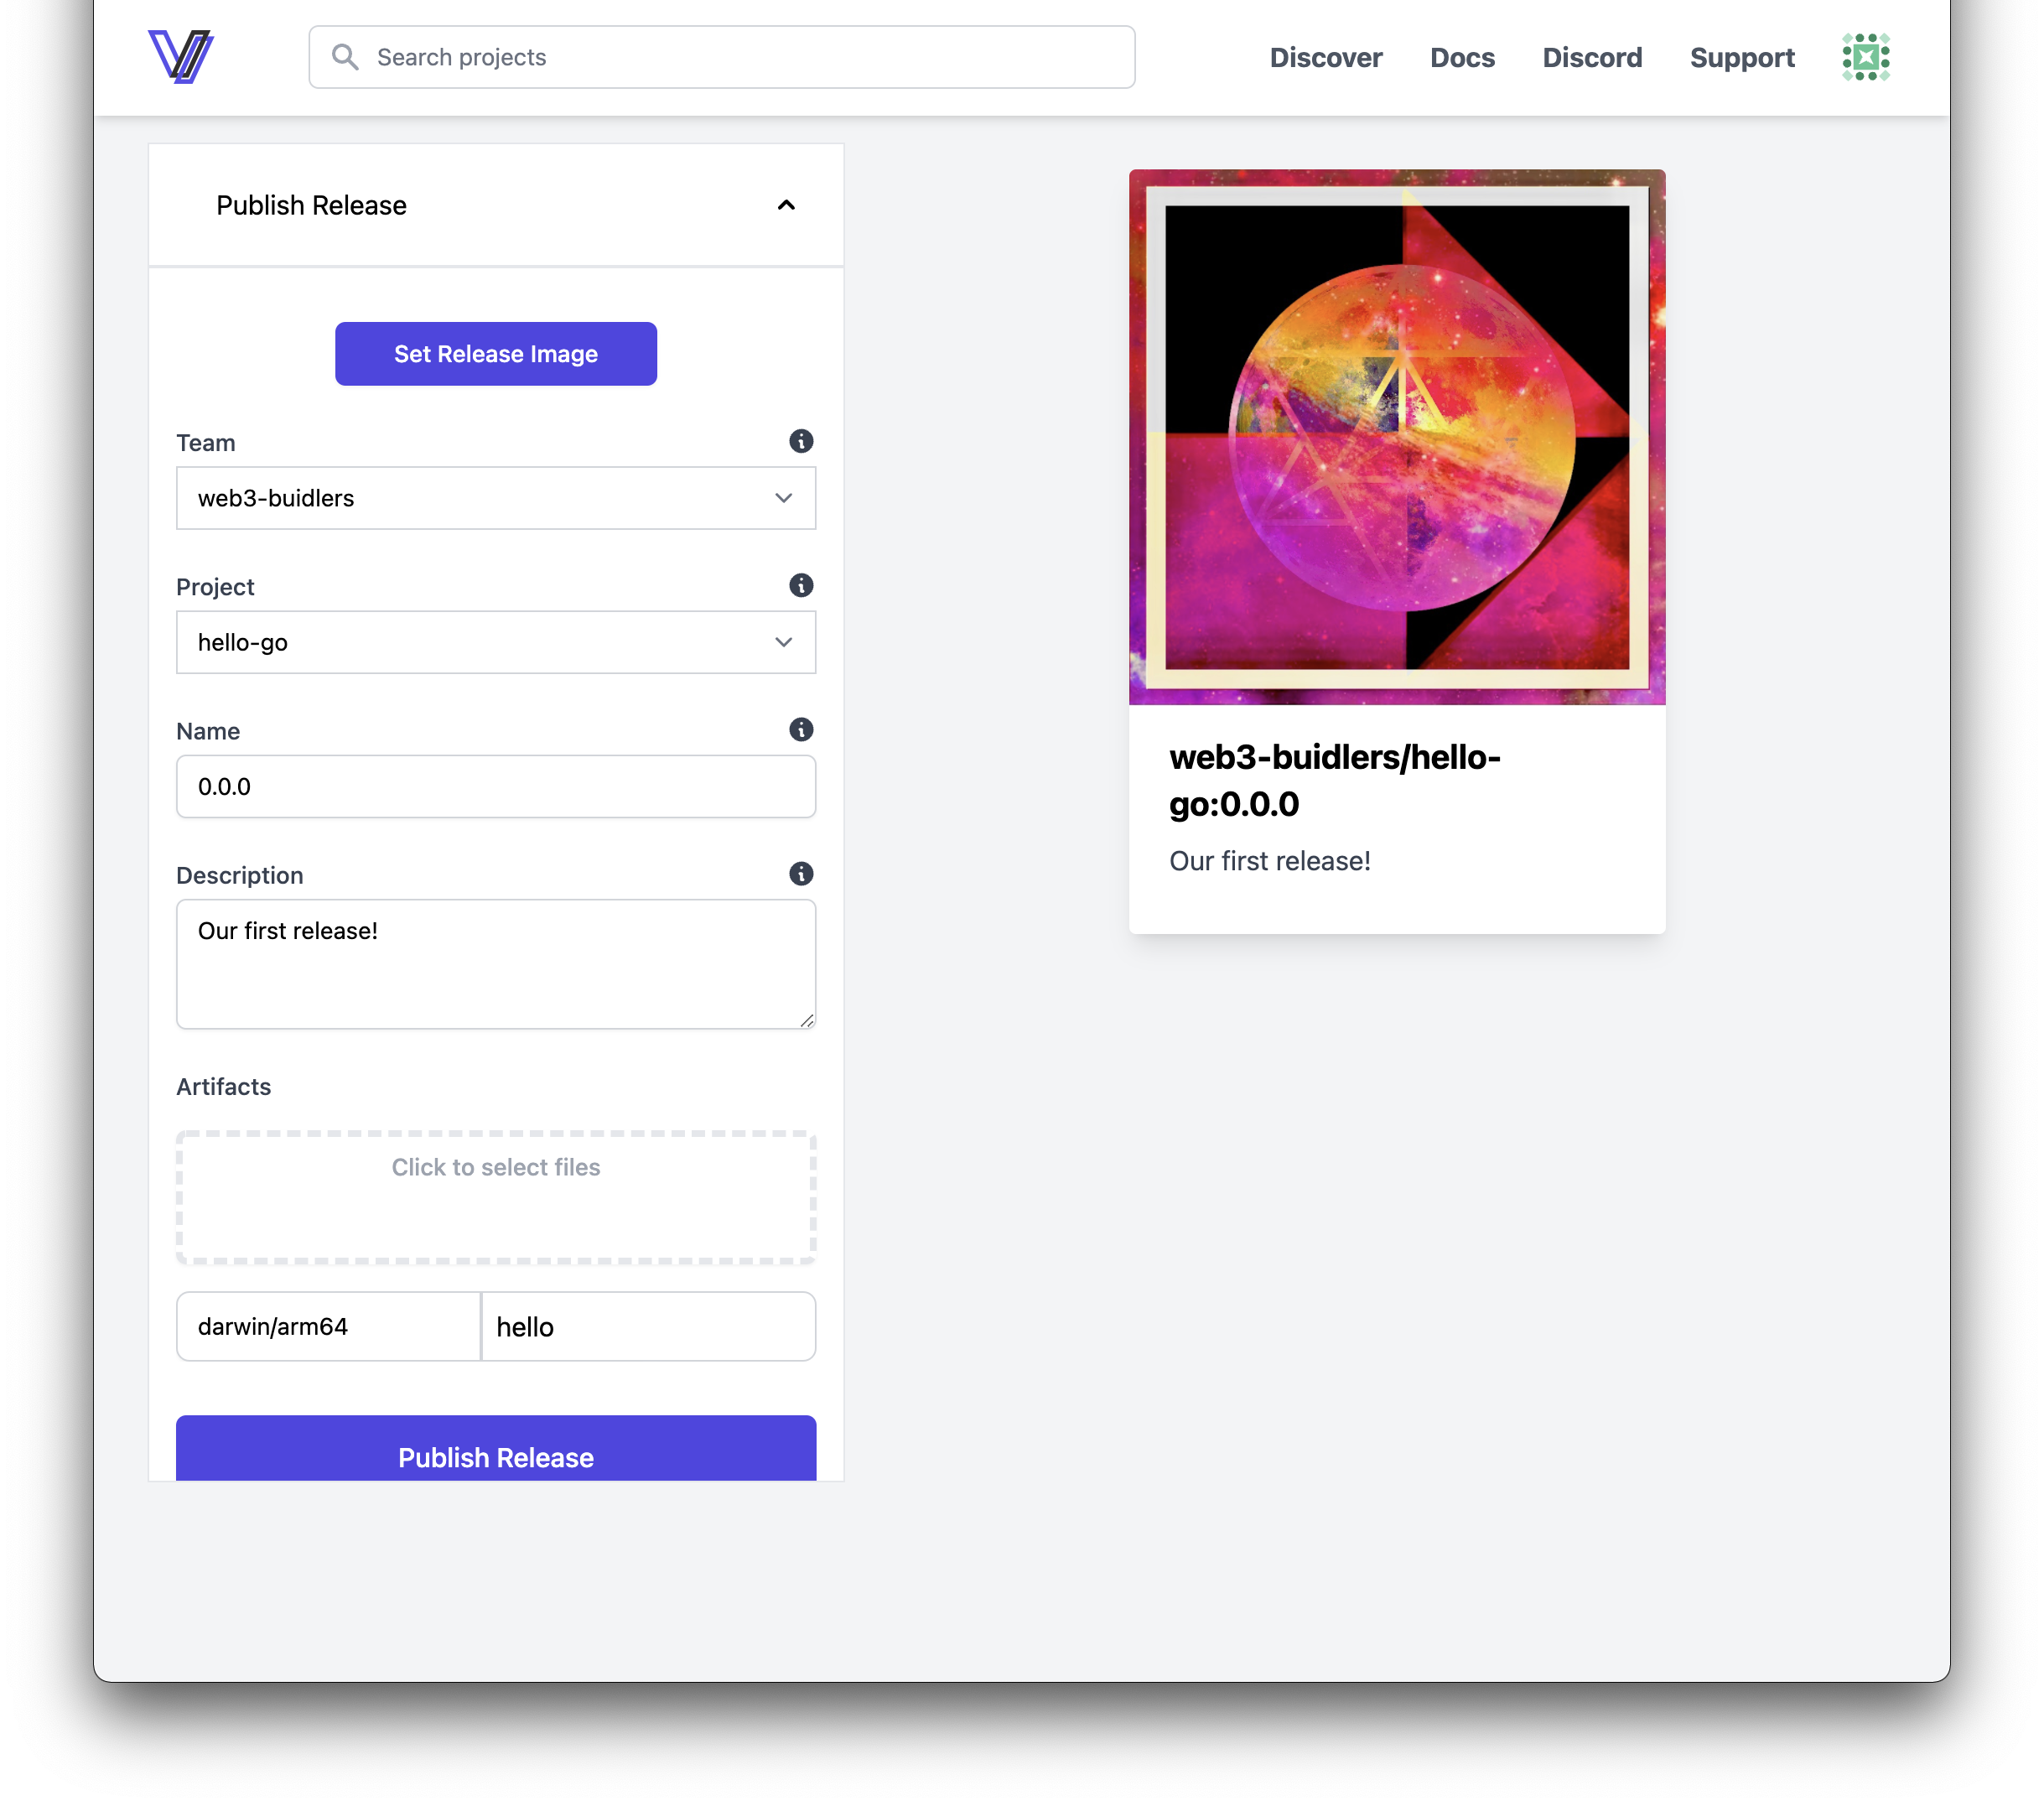 Search projects
Discover
Docs
Discord
Support
Publish Release
Set Release Image
Team
web3-buidlers
Project
hello-go
Name
0.0.0
Description
Our first release!
Artifacts
Click to select files
darwin/arm64
hello
Publish Release
web3-buidlers/hello-
go:0.0.0
Our first release!